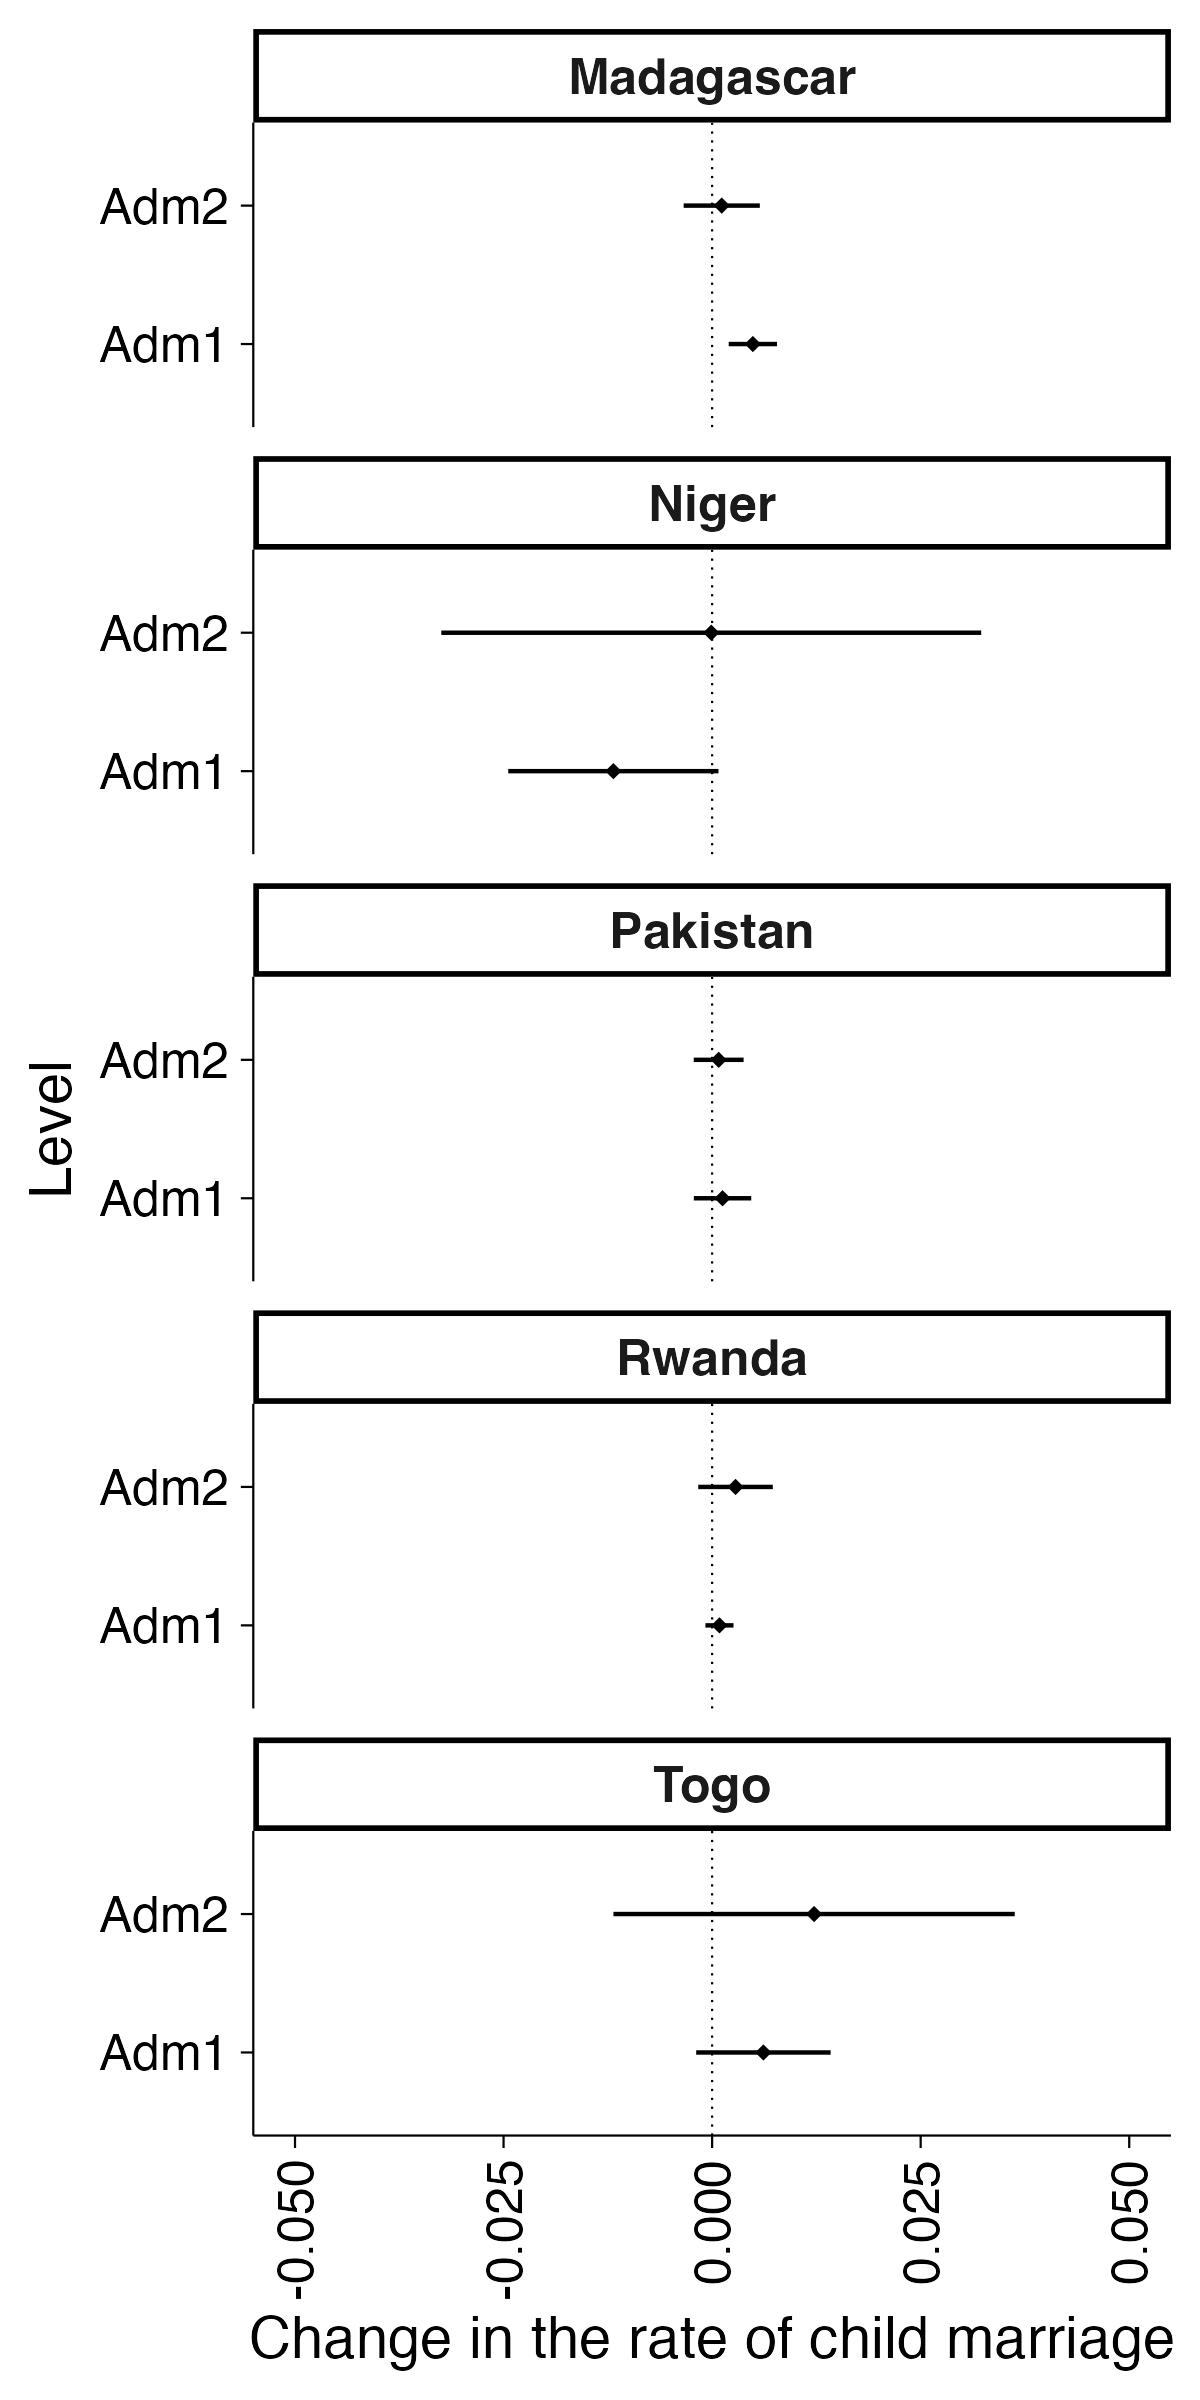 Madagascar
Adm2
Adm1
Niger
Adm2
Adm1
Pakistan
Adm2
Adm1
Level
Rwanda
Adm2
Adm1
Togo
Adm2
Adm1
-0.050
-0.025
0.000
0.025
0.050
Change in the rate of child marriage